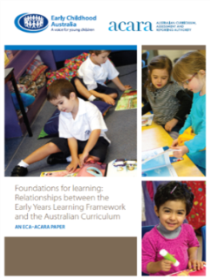 Early Childhood
Australia
A voice for young children
acara
AUSTRALIAN CURRICULUM,
ASSESSMENT AND
REPORTING AUTHORITY
Foundations for learning:
Relationships between the
Early Years Learning Framework
and the Australian Curriculum
AN ECA-ACARA PAPER